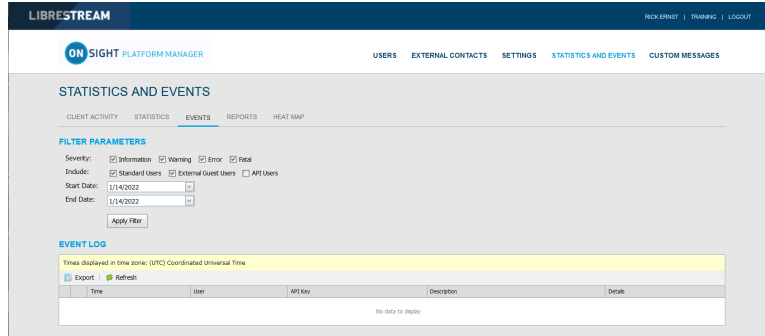 LIBRESTREAM
RICK ERNST | TRAINING | LOGOUT
ON SIGHT PLATFORM MANAGER
USERS EXTERNAL CONTACTS SETTINGS STATISTICS AND EVENTS CUSTOM MESSAGES
STATISTICS AND EVENTS
CLIENT ACTIVITY STATISTICS EVENTS REPORTS HEAT MAP
FILTER PARAMETERS
Severity: Information Warning Error Fatal
Include: Standard Users External Guest Users API Users
Start Date: 1/14/2022
End Date: 1/14/2022
Apply Filter
EVENT LOG
Times displayed in time zone: (UTC) Coordinated Universal Time
Export | Refresh
Time User API Key Description Details
No data to display